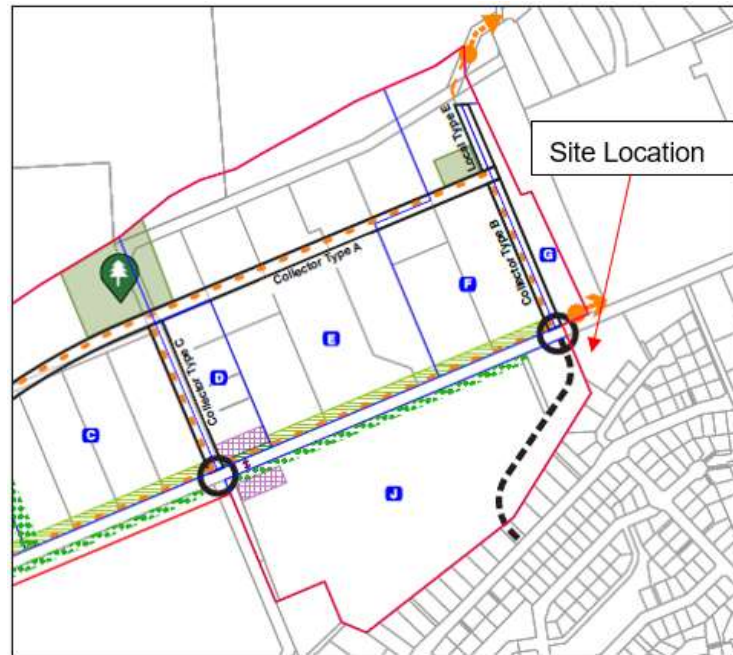 Local Type E
Site Location
Collector Type A
Collector Type B
G
F
E
Collector Type C
D
C
J